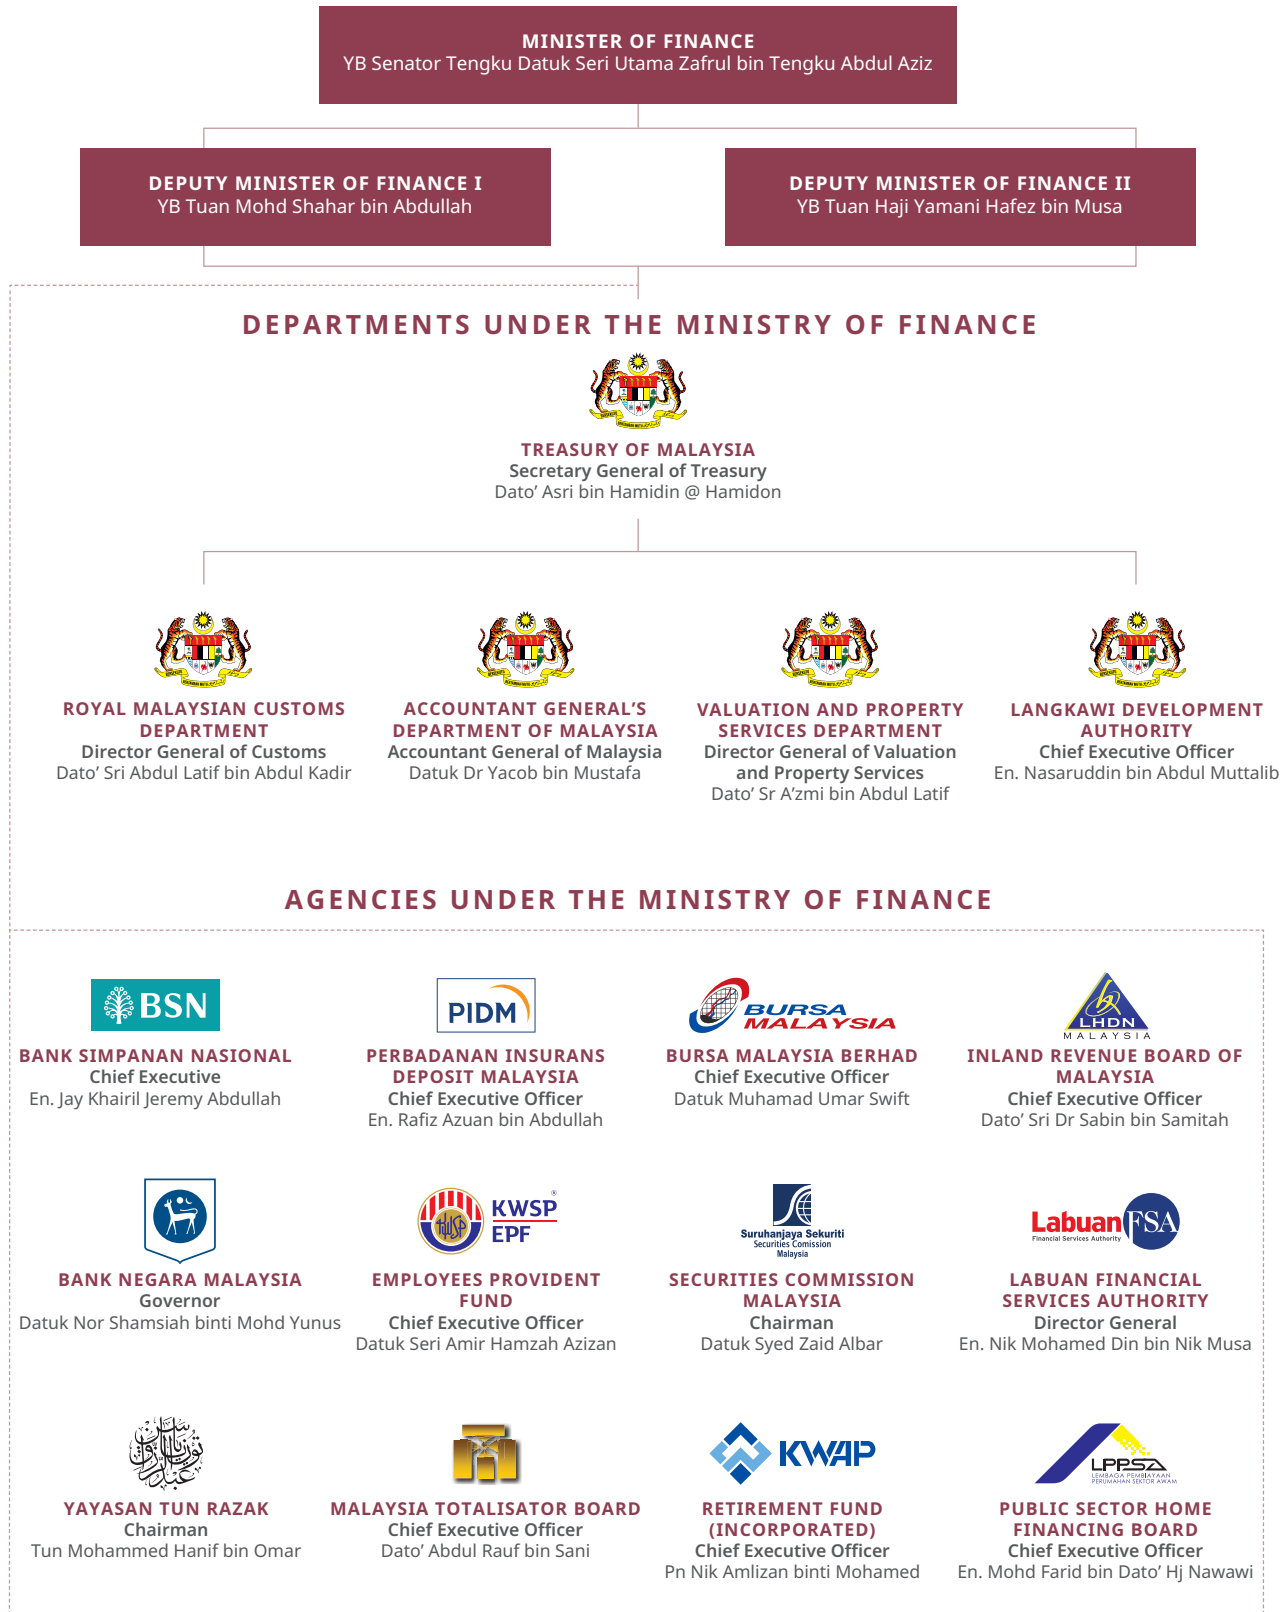 MINISTER OF FINANCE
YB Senator Tengku Datuk Seri Utama Zafrul bin Tengku Abdul Aziz
DEPUTY MINISTER OF FINANCE I
YB Tuan Mohd Shahar bin Abdullah
DEPUTY MINISTER OF FINANCE II
YB Tuan Haji Yamani Hafez bin Musa
DEPARTMENTS UNDER THE MINISTRY OF FINANCE
TREASURY OF MALAYSIA
Secretary General of Treasury
Dato’ Asri bin Hamidin @ Hamidon
ROYAL MALAYSIAN CUSTOMS
DEPARTMENT
Director General of Customs
Dato’ Sri Abdul Latif bin Abdul Kadir
ACCOUNTANT GENERAL’S
DEPARTMENT OF MALAYSIA
Accountant General of Malaysia
Datuk Dr Yacob bin Mustafa
VALUATION AND PROPERTY
SERVICES DEPARTMENT
Director General of Valuation
and Property Services
Dato’ Sr A’zmi bin Abdul Latif
LANGKAWI DEVELOPMENT
AUTHORITY
Chief Executive Officer
En. Nasaruddin bin Abdul Muttalib
AGENCIES UNDER THE MINISTRY OF FINANCE
BSN
BANK SIMPANAN NASIONAL
Chief Executive
En. Jay Khairil Jeremy Abdullah
PIDM
PERBADANAN INSURANS
DEPOSIT MALAYSIA
Chief Executive Officer
En. Rafiz Azuan bin Abdullah
BURSA
MALAYSIA
BURSA MALAYSIA BERHAD
Chief Executive Officer
Datuk Muhamad Umar Swift
LHDN
MALAYSIA
INLAND REVENUE BOARD OF
MALAYSIA
Chief Executive Officer
Dato’ Sri Dr Sabin bin Samitah
BANK NEGARA MALAYSIA
Governor
Datuk Nor Shamsiah binti Mohd Yunus
KWSP
EPF
EMPLOYEES PROVIDENT
FUND
Chief Executive Officer
Datuk Seri Amir Hamzah Azizan
Suruhanjaya Sekuriti
Securities Comission
Malaysia
SECURITIES COMMISSION
MALAYSIA
Chairman
Datuk Syed Zaid Albar
Labuan FSA
Financial Services Authority
LABUAN FINANCIAL
SERVICES AUTHORITY
Director General
En. Nik Mohamed Din bin Nik Musa
YAYASAN TUN RAZAK
Chairman
Tun Mohammed Hanif bin Omar
MALAYSIA TOTALISATOR BOARD
Chief Executive Officer
Dato’ Abdul Rauf bin Sani
KWAP
RETIREMENT FUND
(INCORPORATED)
Chief Executive Officer
Pn Nik Amlizan binti Mohamed
LPPSA
LEMBAGA PEMBIAYAAN
PERUMAHAN SEKTOR AWAM
PUBLIC SECTOR HOME
FINANCING BOARD
Chief Executive Officer
En. Mohd Farid bin Dato’ Hj Nawawi